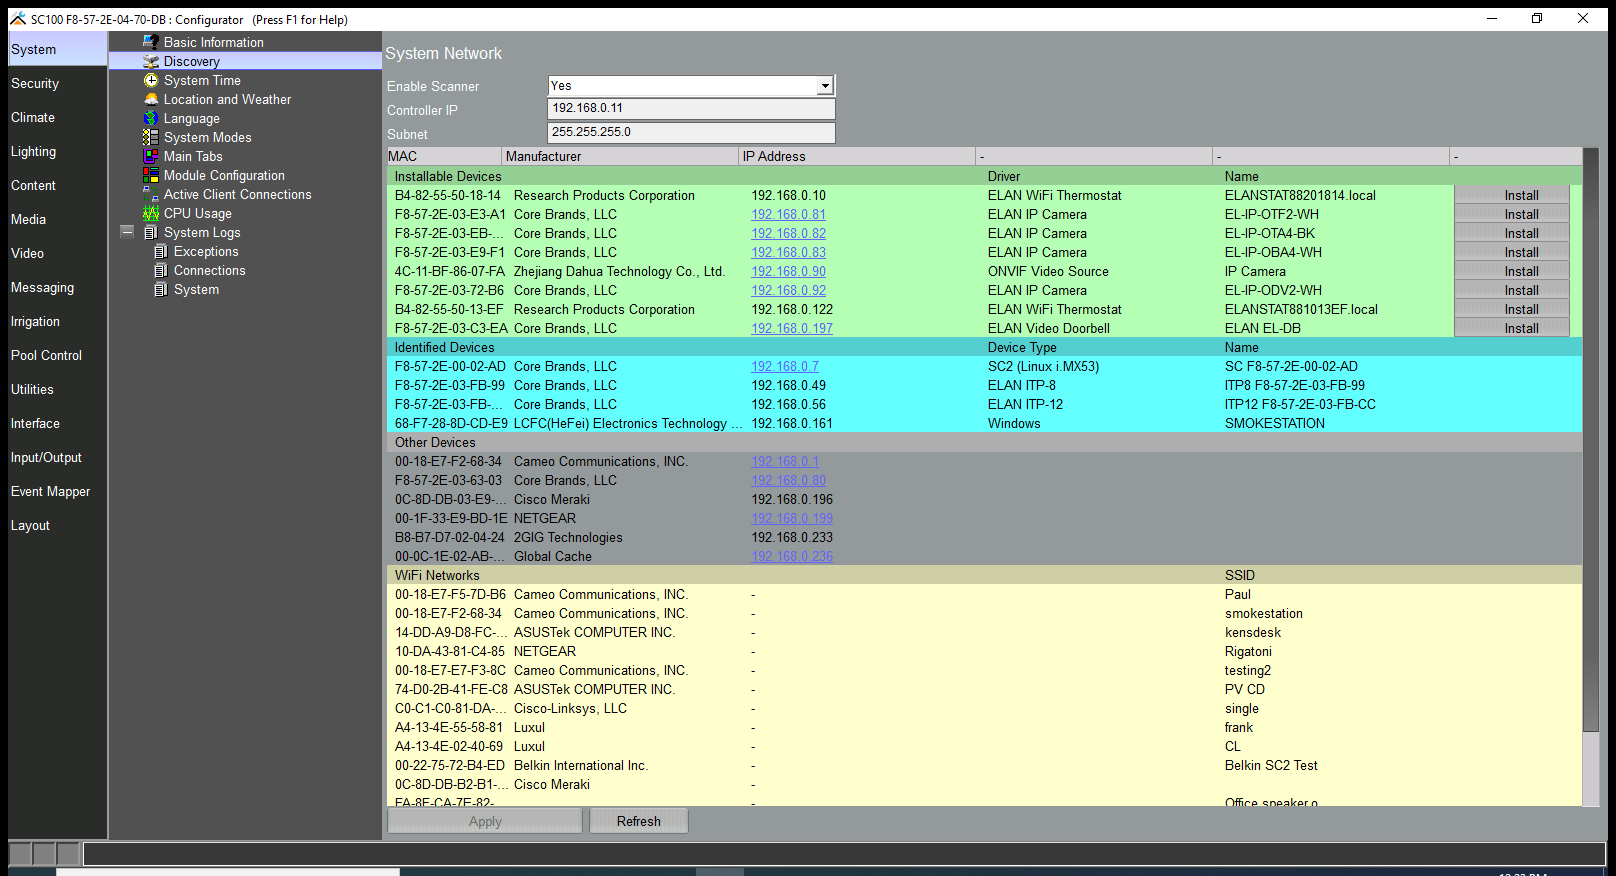 SC100 F8-57-2E-04-70-DB : Configurator   (Press F1 for Help)
System
Security
Climate
Lighting
Content
Media
Video
Messaging
Irrigation
Pool Control
Utilities
Interface
Input/Output
Event Mapper
Layout
Basic Information
Discovery
System Time
Location and Weather
Language
System Modes
Main Tabs
Module Configuration
Active Client Connections
CPU Usage
System Logs
Exceptions
Connections
System
System Network
Enable Scanner Yes
Controller IP 192.168.0.11
Subnet 255.255.255.0
MAC Manufacturer IP Address - - -
Installable Devices Driver Name
B4-82-55-50-18-14 Research Products Corporation 192.168.0.10 ELAN WiFi Thermostat ELANSTAT88201814.local Install
F8-57-2E-03-E3-A1 Core Brands, LLC 192.168.0.81 ELAN IP Camera EL-IP-OTF2-WH Install
F8-57-2E-03-EB-... Core Brands, LLC 192.168.0.82 ELAN IP Camera EL-IP-OTA4-BK Install
F8-57-2E-03-E9-F1 Core Brands, LLC 192.168.0.83 ELAN IP Camera EL-IP-OBA4-WH Install
4C-11-BF-86-07-FA Zhejiang Dahua Technology Co., Ltd. 192.168.0.90 ONVIF Video Source IP Camera Install
F8-57-2E-03-72-B6 Core Brands, LLC 192.168.0.92 ELAN IP Camera EL-IP-ODV2-WH Install
B4-82-55-50-13-EF Research Products Corporation 192.168.0.122 ELAN WiFi Thermostat ELANSTAT881013EF.local Install
F8-57-2E-03-C3-EA Core Brands, LLC 192.168.0.197 ELAN Video Doorbell ELAN EL-DB Install
Identified Devices Device Type Name
F8-57-2E-00-02-AD Core Brands, LLC 192.168.0.7 SC2 (Linux i.MX53) SC F8-57-2E-00-02-AD
F8-57-2E-03-FB-99 Core Brands, LLC 192.168.0.49 ELAN ITP-8 ITP8 F8-57-2E-03-FB-99
F8-57-2E-03-FB-... Core Brands, LLC 192.168.0.56 ELAN ITP-12 ITP12 F8-57-2E-03-FB-CC
68-F7-28-8D-CD-E9 LCFC(HeFei) Electronics Technology ... 192.168.0.161 Windows SMOKESTATION
Other Devices
00-18-E7-F2-68-34 Cameo Communications, INC. 192.168.0.1
F8-57-2E-03-63-03 Core Brands, LLC 192.168.0.80
0C-8D-DB-03-E9-... Cisco Meraki 192.168.0.196
00-1F-33-E9-BD-1E NETGEAR 192.168.0.199
B8-B7-D7-02-04-24 2GIG Technologies 192.168.0.233
00-0C-1E-02-AB-... Global Cache 192.168.0.236
WiFi Networks SSID
00-18-E7-F5-7D-B6 Cameo Communications, INC. - Paul
00-18-E7-F2-68-34 Cameo Communications, INC. - smokestation
14-DD-A9-D8-FC-... ASUSTek COMPUTER INC. - kensdesk
10-DA-43-81-C4-85 NETGEAR - Rigatoni
00-18-E7-E7-F3-8C Cameo Communications, INC. - testing2
74-D0-2B-41-FE-C8 ASUSTek COMPUTER INC. - PV CD
C0-C1-C0-81-DA-... Cisco-Linksys, LLC - single
A4-13-4E-55-58-81 Luxul - frank
A4-13-4E-02-40-69 Luxul - CL
00-22-75-72-B4-ED Belkin International Inc. - Belkin SC2 Test
0C-8D-DB-B2-B1-... Cisco Meraki -
FA-8F-CA-7E-82- - Office speaker.o
Apply Refresh